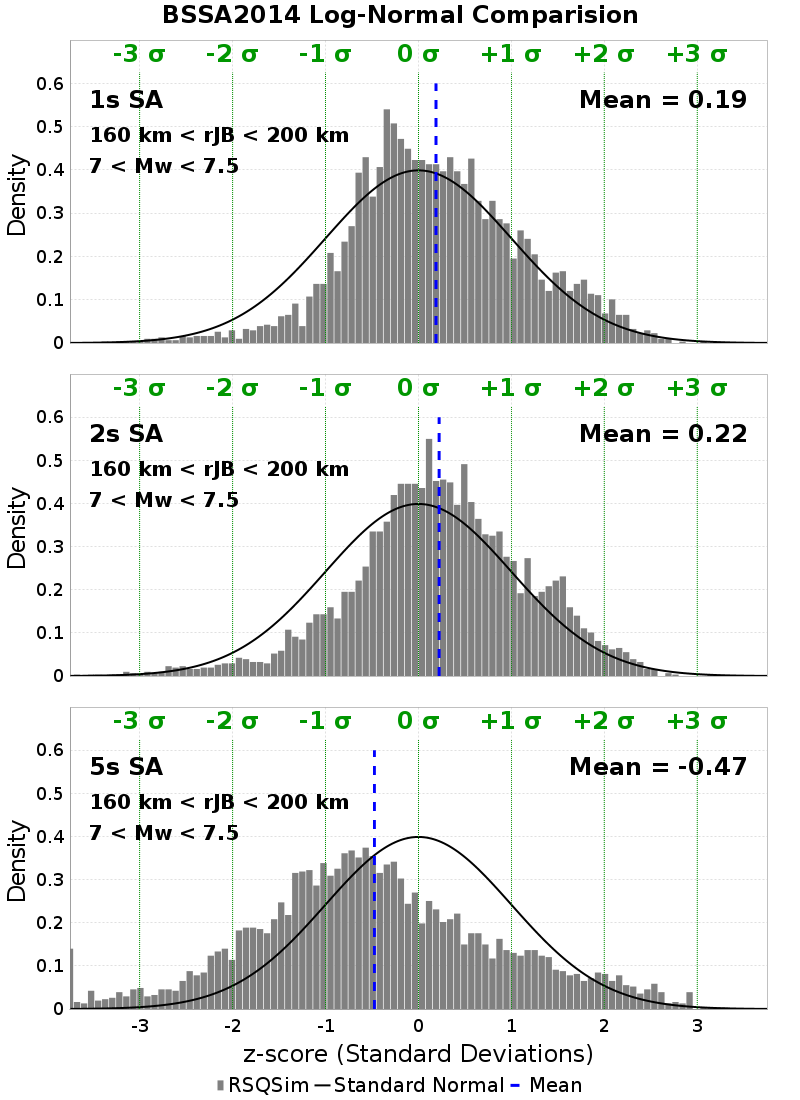 BSSA2014 Log-Normal Comparision
-3 σ -2 σ -1 σ 0 σ +1 σ +2 σ +3 σ
0.6
1s SA Mean = 0.19
0.5
160 km < rJB < 200 km
7 < Mw < 7.5
0.4
Density
0.3
0.2
0.1
0
-3 σ -2 σ -1 σ 0 σ +1 σ +2 σ +3 σ
0.6
2s SA Mean = 0.22
0.5
160 km < rJB < 200 km
7 < Mw < 7.5
0.4
Density
0.3
0.2
0.1
0
-3 σ -2 σ -1 σ 0 σ +1 σ +2 σ +3 σ
0.6
5s SA Mean = -0.47
0.5
160 km < rJB < 200 km
7 < Mw < 7.5
0.4
Density
0.3
0.2
0.1
0
-3 -2 -1 0 1 2 3
z-score (Standard Deviations)
RSQSim Standard Normal Mean